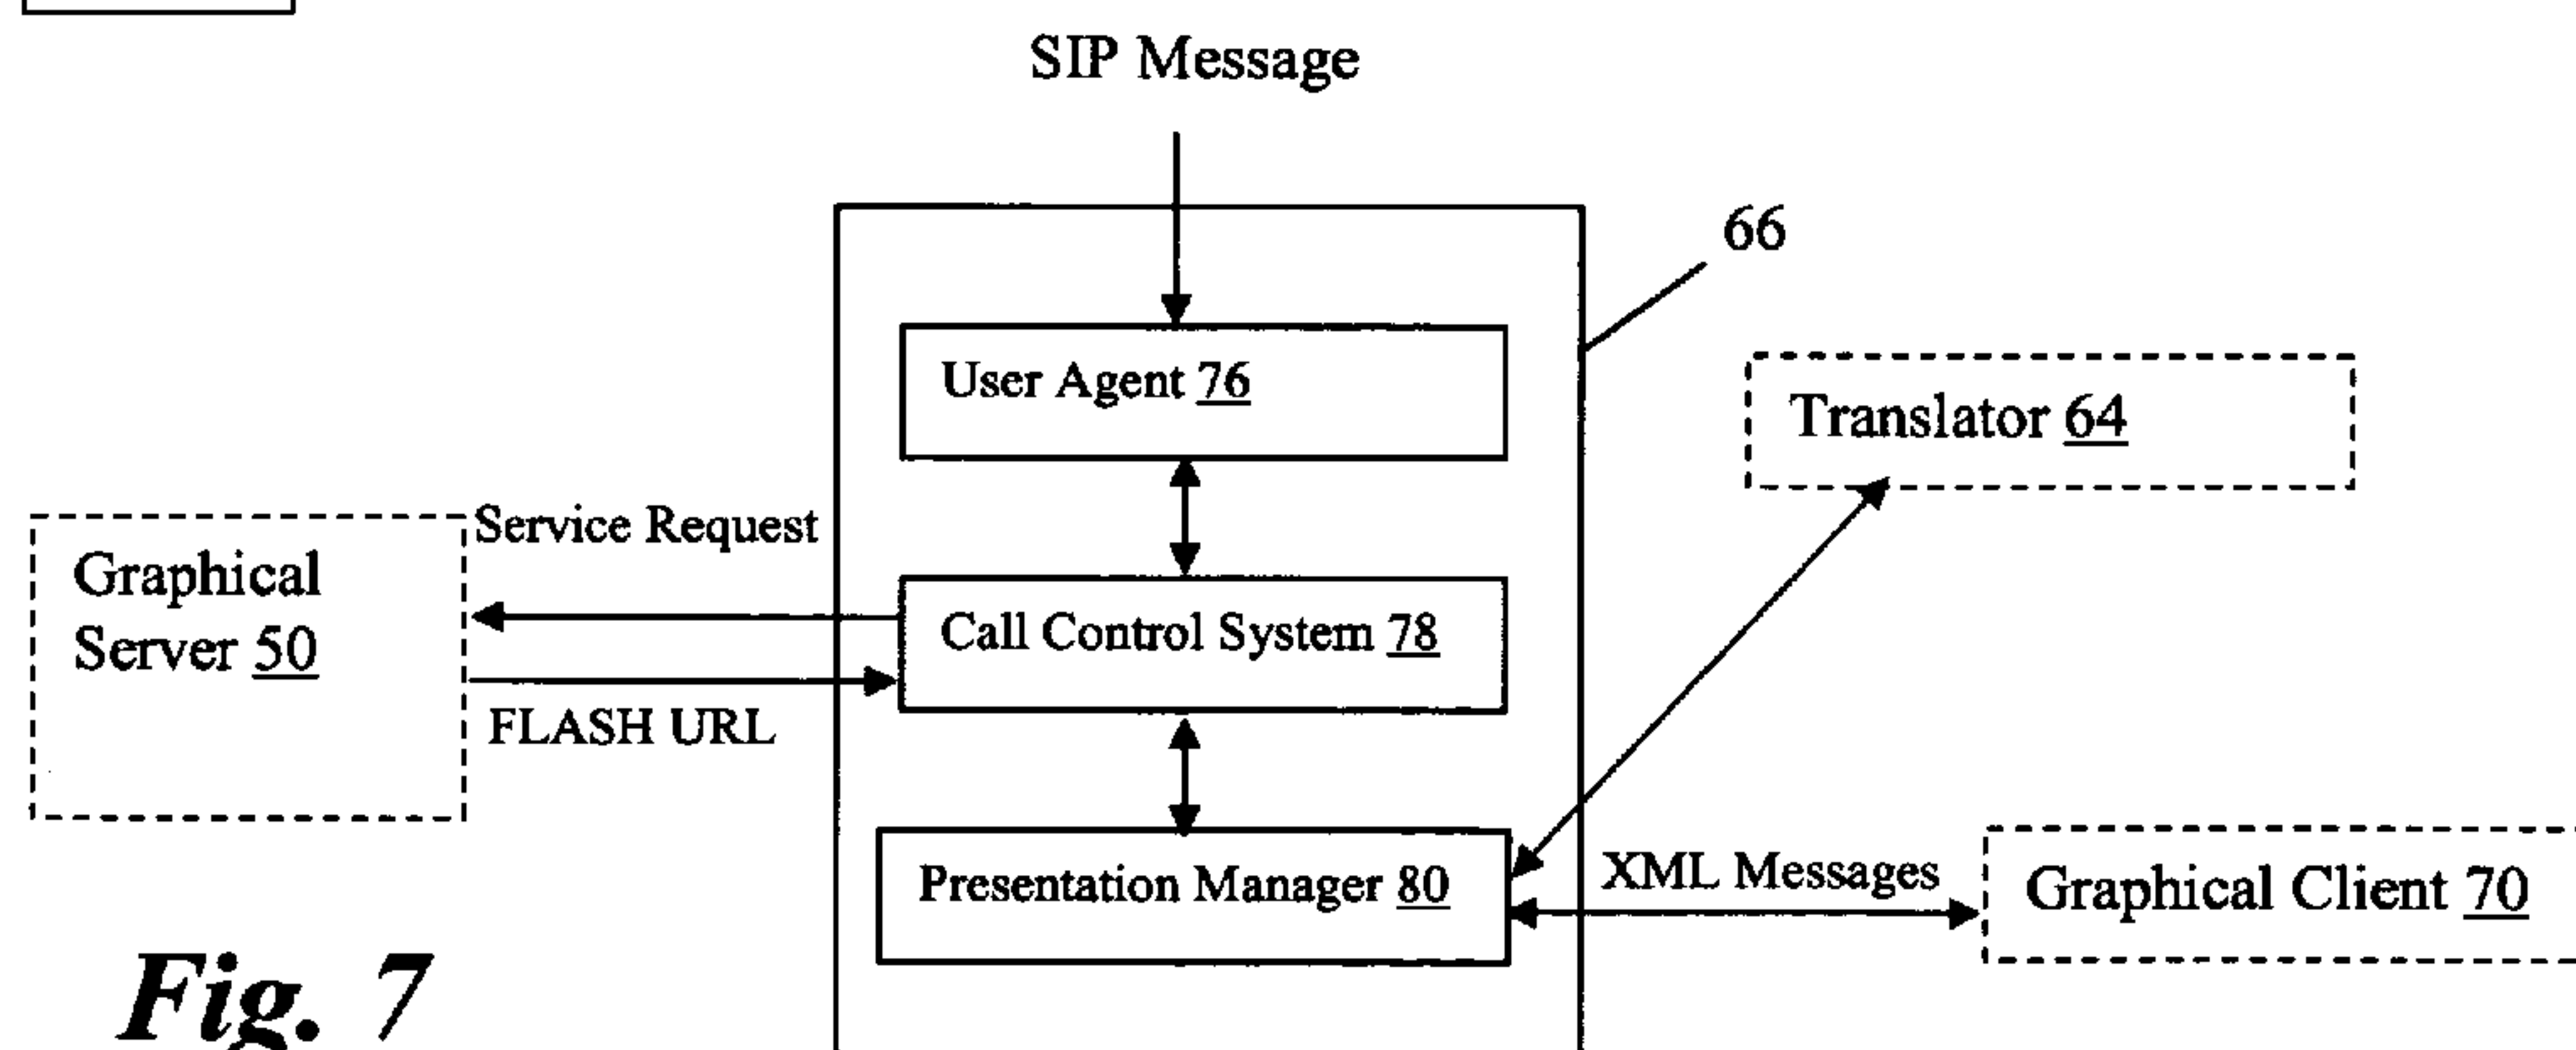 SIP Message
66
User Agent 76
Translator 64
Service Request
Graphical
Server 50
Call Control System 78
FLASH URL
Presentation Manager 80
XML Messages
Graphical Client 70
Fig. 7